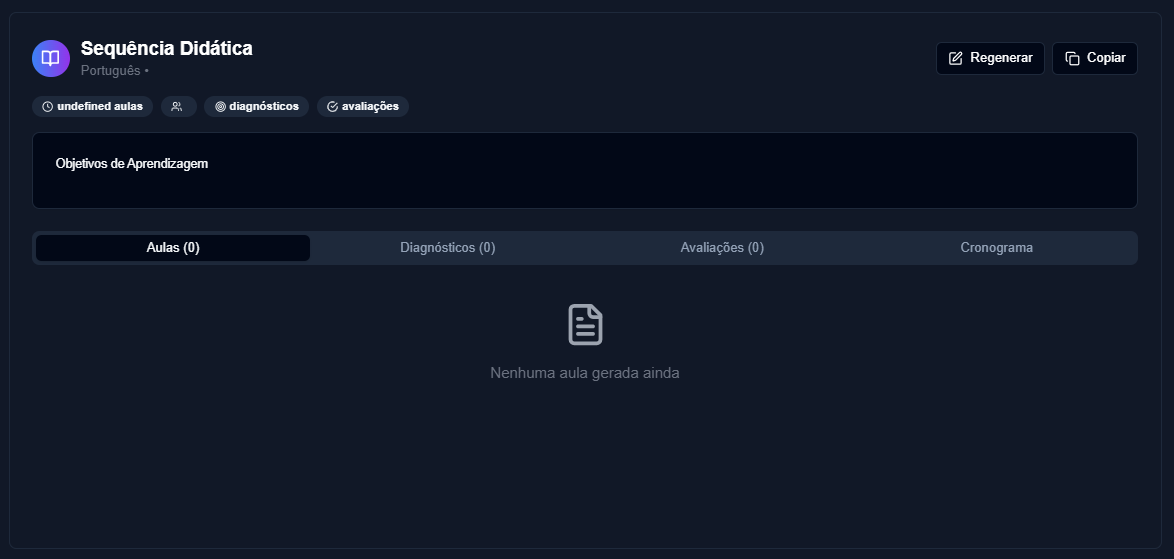 Sequência Didática
Português •
Regenerar
Copiar
undefined aulas
diagnósticos
avaliações
Objetivos de Aprendizagem
Aulas (0)
Diagnósticos (0)
Avaliações (0)
Cronograma
Nenhuma aula gerada ainda